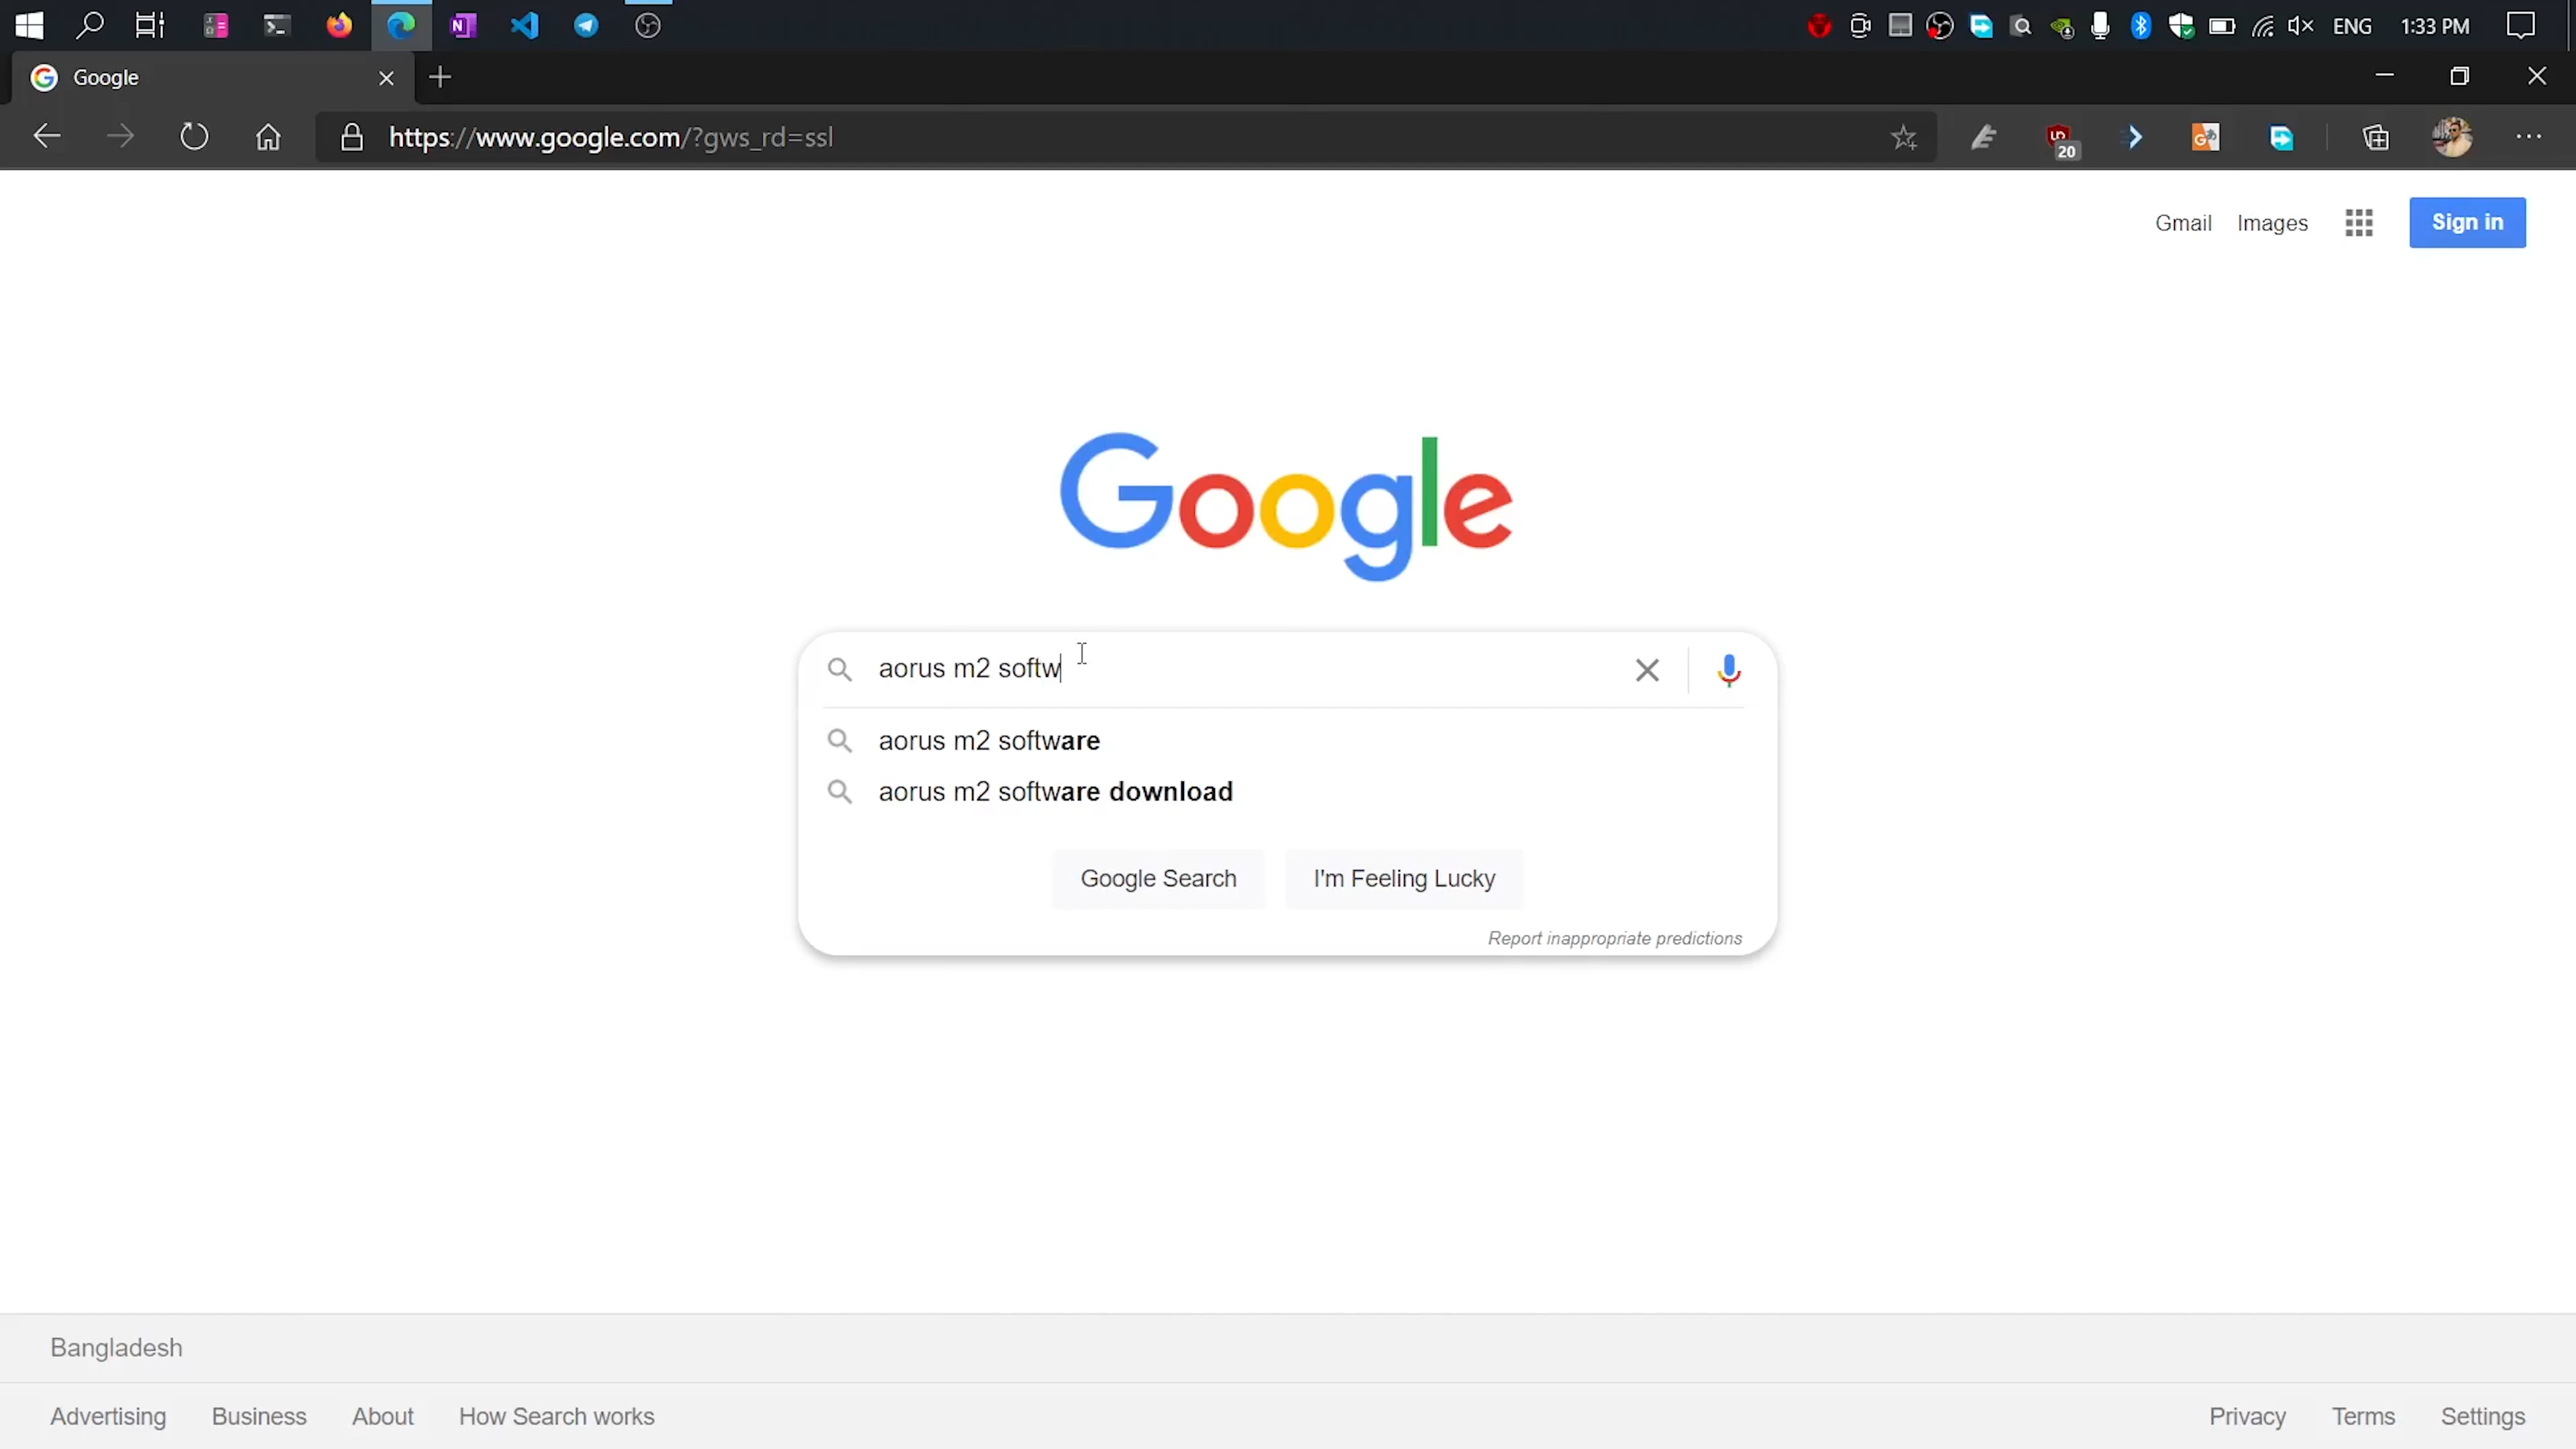 ENG 1:33 PM
Google
https://www.google.com/?gws_rd=ssl
20
Gmail Images Sign in
Google
aorus m2 softw
aorus m2 software
aorus m2 software download
Google Search I'm Feeling Lucky
Report inappropriate predictions
Bangladesh
Advertising Business About How Search works Privacy Terms Settings